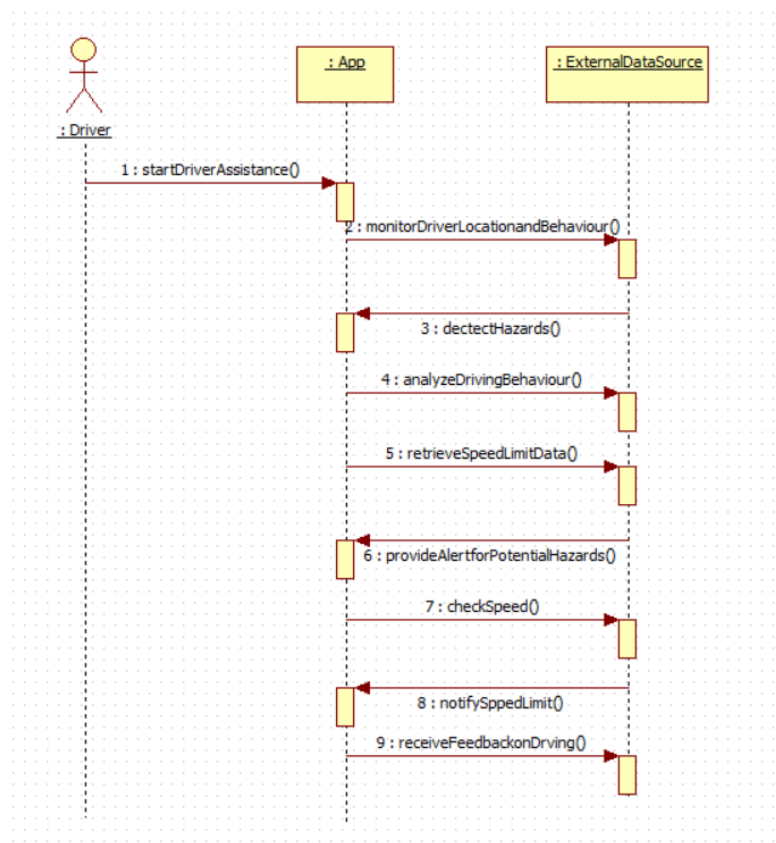 : App
: ExternalDataSource
: Driver
1 : startDriverAssistance()
2 : monitorDriverLocationandBehaviour()
3 : dectectHazards()
4 : analyzeDrivingBehaviour()
5 : retrieveSpeedLimitData()
6 : provideAlertforPotentialHazards()
7 : checkSpeed()
8 : notifySppedLimit()
9 : receiveFeedbackonDrving()